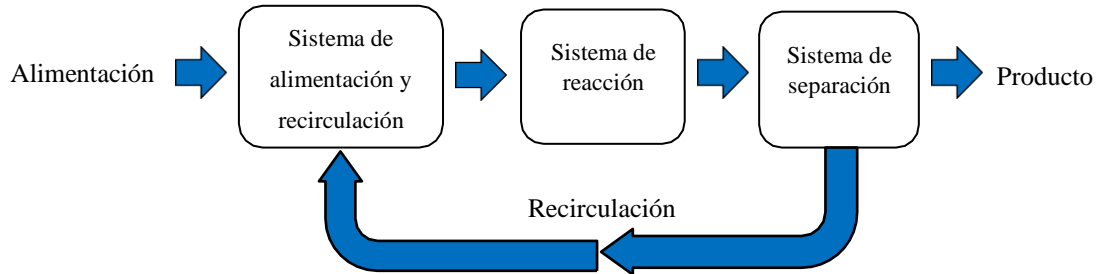 Alimentación
Sistema de
alimentación y
recirculación
Sistema de
reacción
Sistema de
separación
Producto
Recirculación